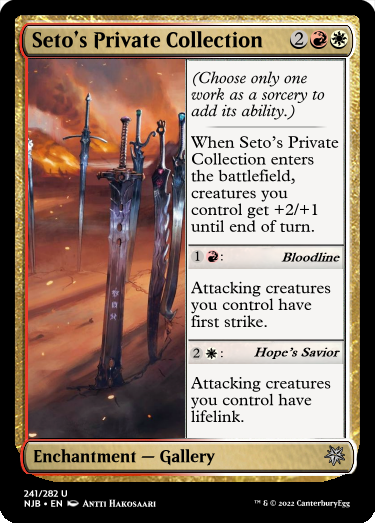 Seto's Private Collection 2
(Choose only one
work as a sorcery to
add its ability.)
When Seto's Private
Collection enters
the battlefield,
creatures you
control get +2/+1
until end of turn.
1 : Bloodline
Attacking creatures
you control have
first strike.
2 : Hope's Savior
Attacking creatures
you control have
lifelink.
Enchantment — Gallery
241/282 U
NJB • EN Antti Hakosaari
™ & © 2022 CanterburyEgg